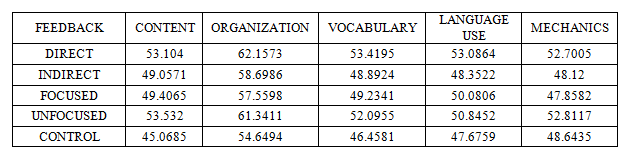 FEEDBACK CONTENT ORGANIZATION VOCABULARY LANGUAGE USE MECHANICS
DIRECT 53.104 62.1573 53.4195 53.0864 52.7005
INDIRECT 49.0571 58.6986 48.8924 48.3522 48.12
FOCUSED 49.4065 57.5598 49.2341 50.0806 47.8582
UNFOCUSED 53.532 61.3411 52.0955 50.8452 52.8117
CONTROL 45.0685 54.6494 46.4581 47.6759 48.6435